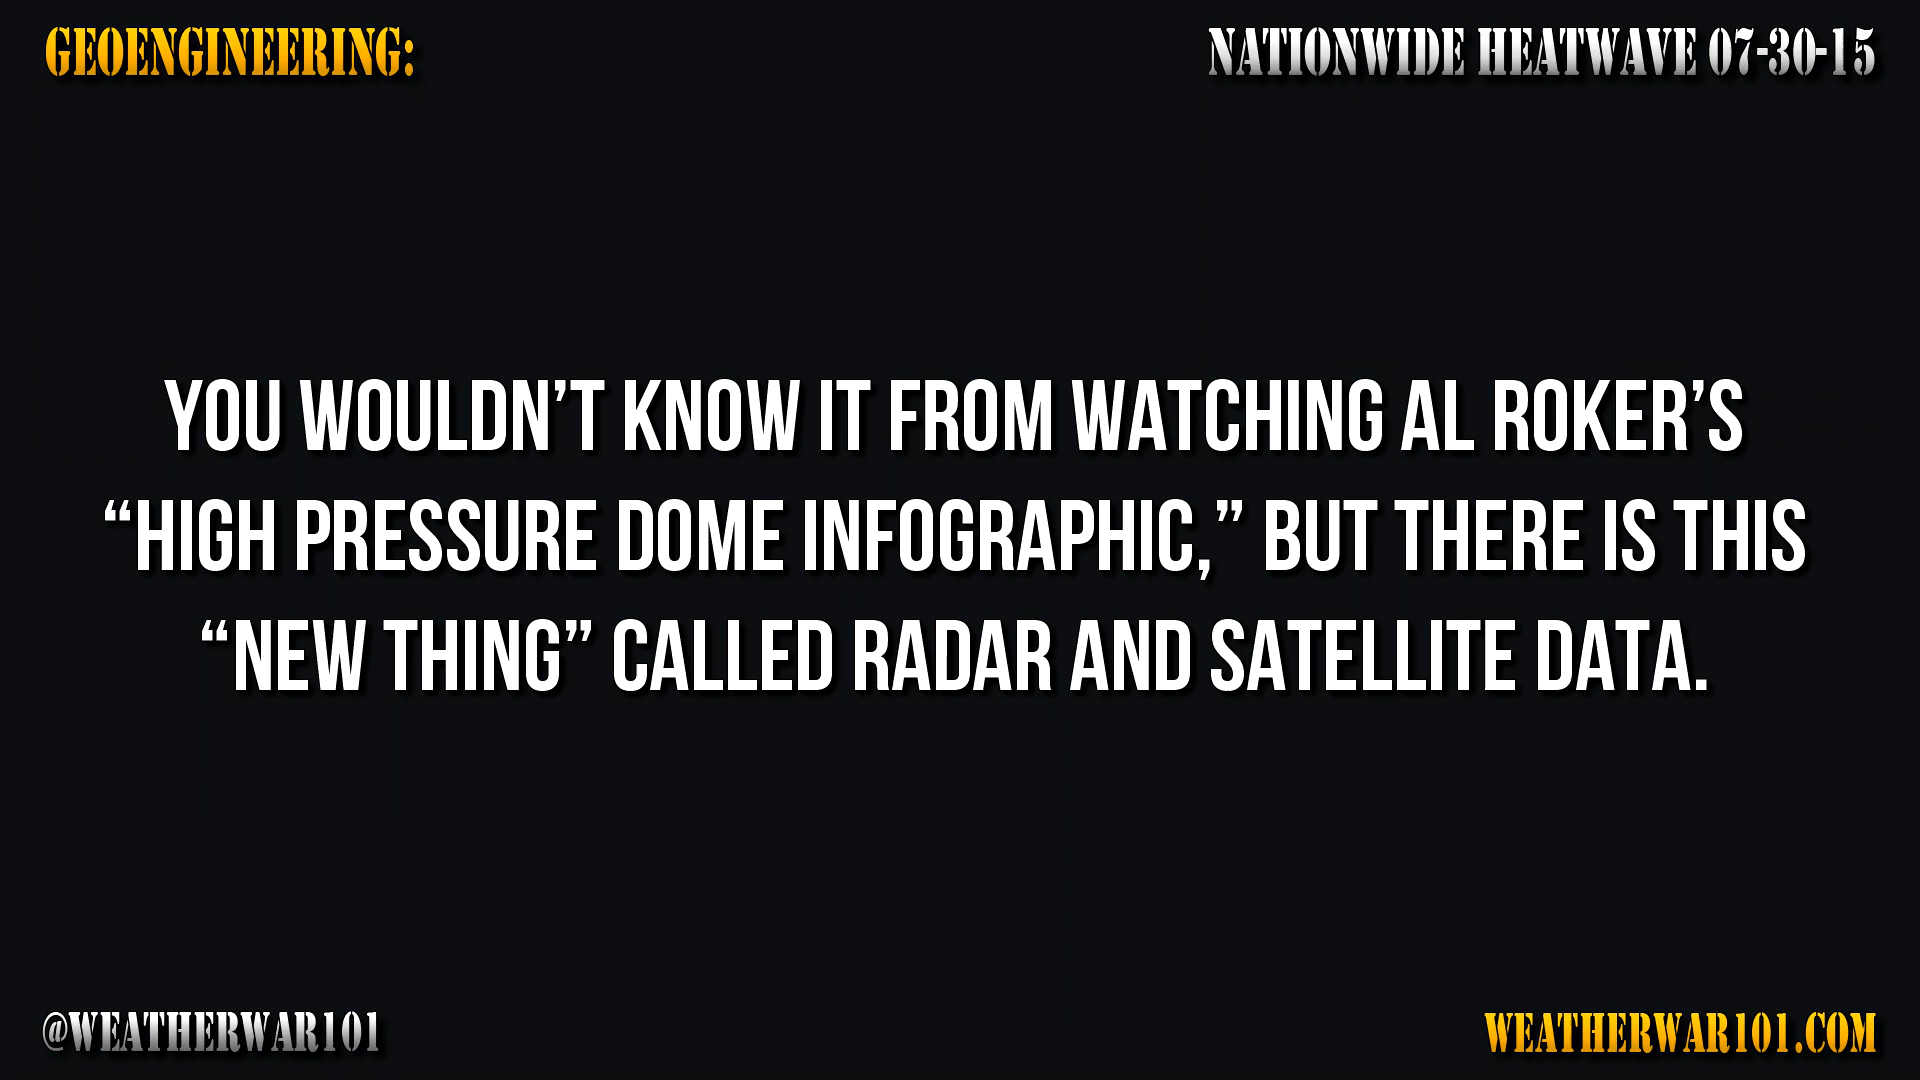 GEOENGINEERING:
NATIONWIDE HEATWAVE 07-30-15
YOU WOULDN’T KNOW IT FROM WATCHING AL ROKER’S
“HIGH PRESSURE DOME INFOGRAPHIC,” BUT THERE IS THIS
“NEW THING” CALLED RADAR AND SATELLITE DATA.
@WEATHERWAR101
WEATHERWAR101.COM